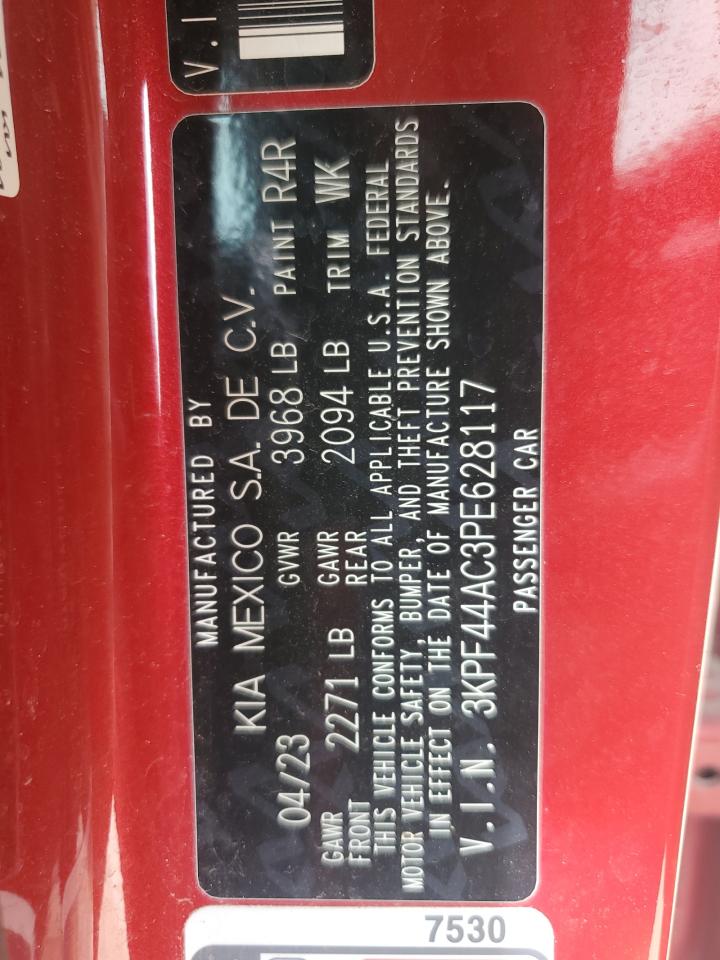 V.I
MANUFACTURED BY
KIA MEXICO S.A. DE C.V.
04/23 GVWR 3968 LB PAINT R4R
GAWR FRONT 2271 LB GAWR REAR 2094 LB TRIM WK
THIS VEHICLE CONFORMS TO ALL APPLICABLE U.S.A. FEDERAL
MOTOR VEHICLE SAFETY, BUMPER, AND THEFT PREVENTION STANDARDS
IN EFFECT ON THE DATE OF MANUFACTURE SHOWN ABOVE.
V.I.N. 3KPF44AC3PE628117
PASSENGER CAR
7530